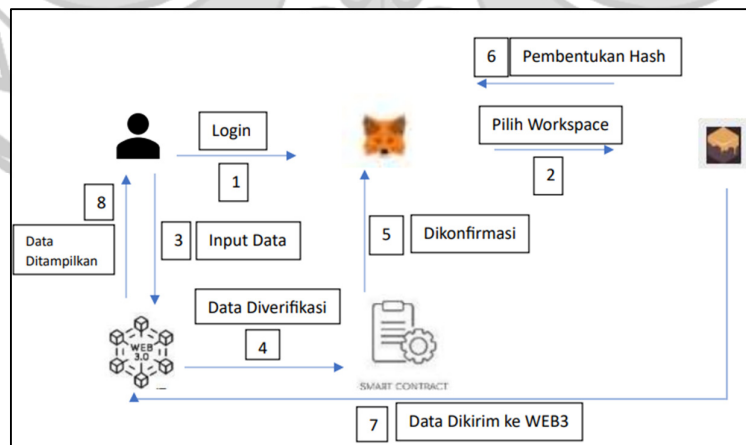 6 Pembentukan Hash
Login
Pilih Workspace
1
2
8
3 Input Data
5 Dikonfirmasi
Data
Ditampilkan
Data Diverifikasi
4
WEB
3.0
SMART CONTRACT
7 Data Dikirim ke WEB3